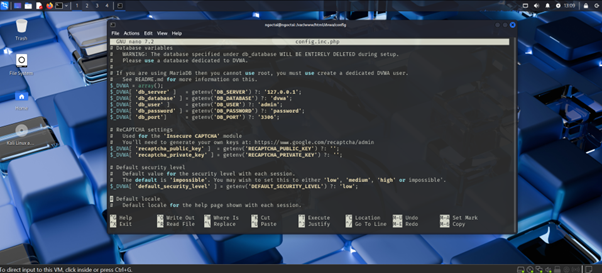 1 2 3 4
13:09
Trash
File System
Home
Kali Linux a...
File Actions Edit View Help
GNU nano 7.2 config.inc.php
# Database variables
# WARNING: The database specified under db_database WILL BE ENTIRELY DELETED during setup.
# Please use a database dedicated to DVWA.
#
# If you are using MariaDB then you cannot use root, you must use create a dedicated DVWA user.
# See README.md for more information on this.
$_DVWA = array();
$_DVWA[ 'db_server' ] = getenv('DB_SERVER') ?: '127.0.0.1';
$_DVWA[ 'db_database' ] = getenv('DB_DATABASE') ?: 'dvwa';
$_DVWA[ 'db_user' ] = getenv('DB_USER') ?: 'admin';
$_DVWA[ 'db_password' ] = getenv('DB_PASSWORD') ?: 'password';
$_DVWA[ 'db_port'] = getenv('DB_PORT') ?: '3306';
# ReCAPTCHA settings
# Used for the 'Insecure CAPTCHA' module
# You'll need to generate your own keys at: https://www.google.com/recaptcha/admin
$_DVWA[ 'recaptcha_public_key' ] = getenv('RECAPTCHA_PUBLIC_KEY') ?: '';
$_DVWA[ 'recaptcha_private_key' ] = getenv('RECAPTCHA_PRIVATE_KEY') ?: '';
# Default security level
# Default value for the security level with each session.
# The default is 'impossible'. You may wish to set this to either 'low', 'medium', 'high' or impossible'.
$_DVWA[ 'default_security_level' ] = getenv('DEFAULT_SECURITY_LEVEL') ?: 'low';
# Default locale
# Default locale for the help page shown with each session.
^G Help ^O Write Out ^W Where Is ^K Cut ^T Execute ^C Location M-U Undo M-A Set Mark
^X Exit ^R Read File ^\ Replace ^U Paste ^J Justify ^/ Go To Line M-E Redo M-6 Copy
To direct input to this VM, click inside or press Ctrl+G.